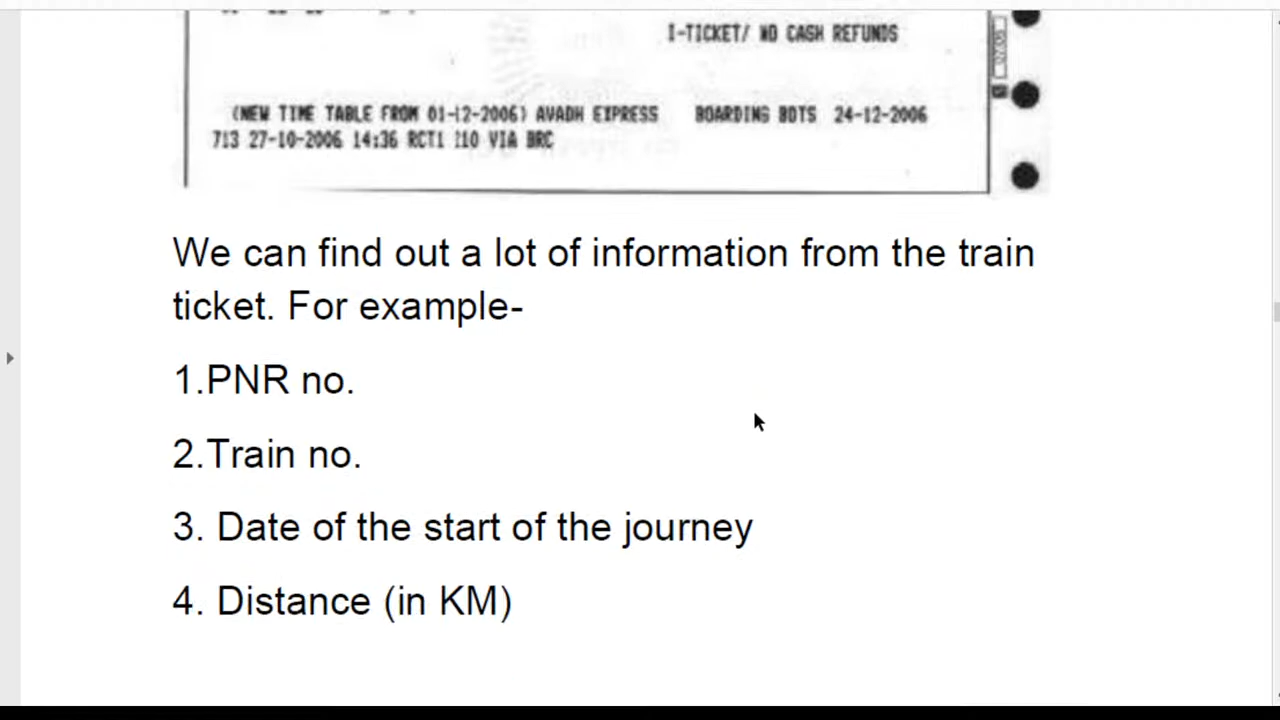 I-TICKET/ NO CASH REFUNDS
(NEW TIME TABLE FROM 01-12-2006) AVADH EXPRESS BOARDING BDTS 24-12-2006
713 27-10-2006 14:36 RCT1 210 VIA BRC
We can find out a lot of information from the train
ticket. For example-
1.PNR no.
2.Train no.
3. Date of the start of the journey
4. Distance (in KM)